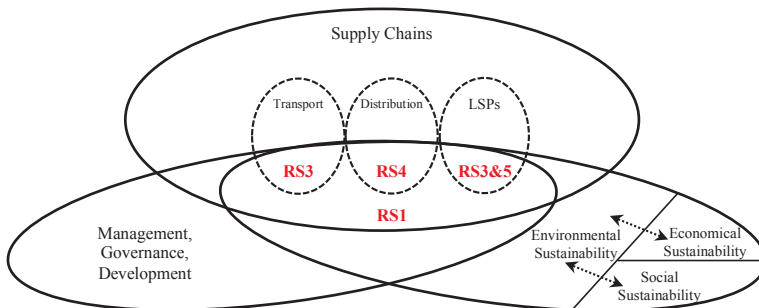 Supply Chains
Transport
Distribution
LSPs
RS3
RS4
RS3&5
RS1
Management,
Governance,
Development
Environmental
Sustainability
Economical
Sustainability
Social
Sustainability